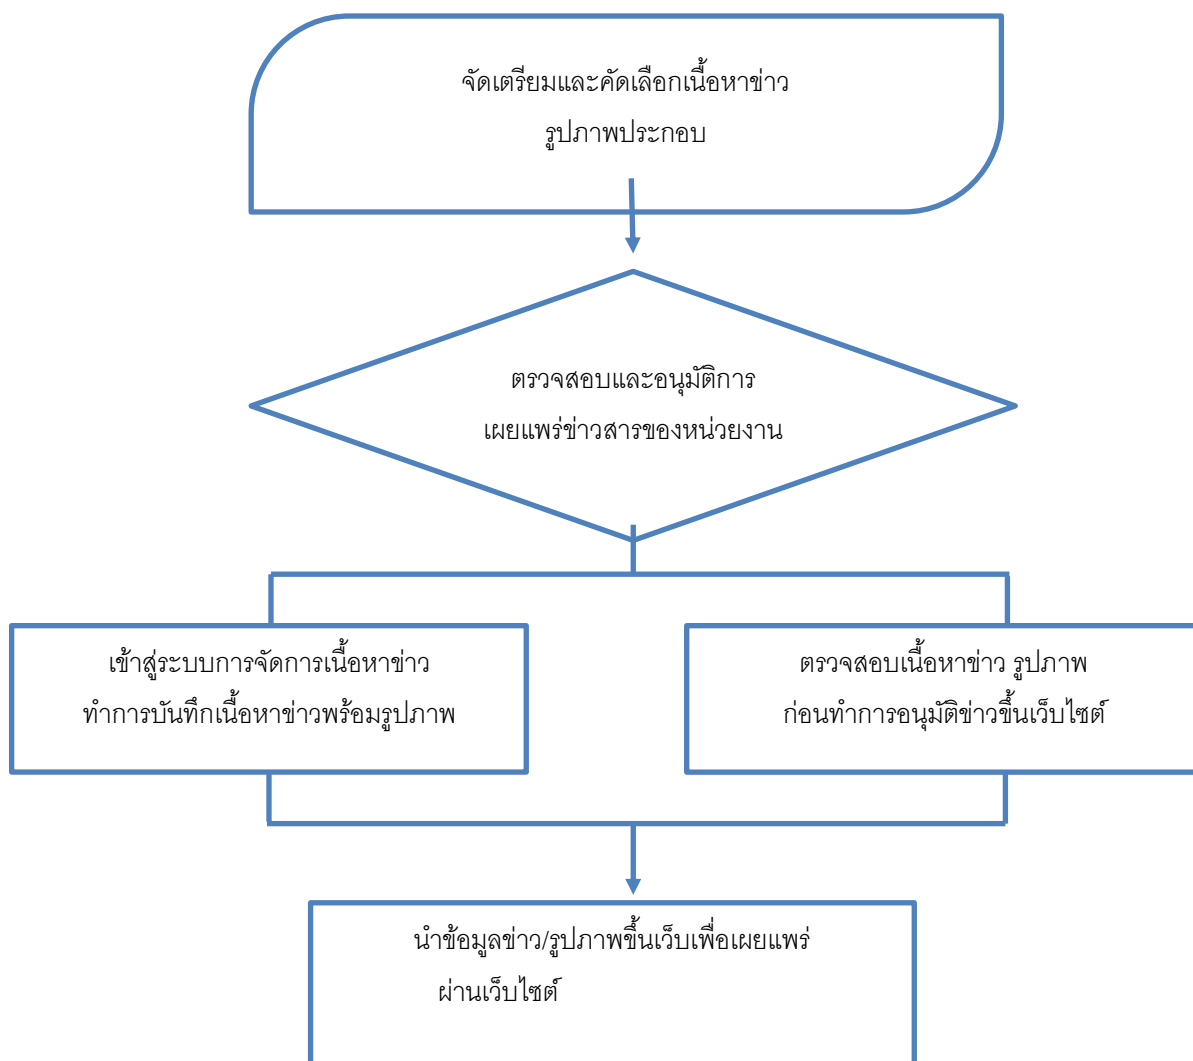 จัดเตรียมและคัดเลือกเนื้อหาข่าว
รูปภาพประกอบ
ตรวจสอบและอนุมัติการ
เผยแพร่ข่าวสารของหน่วยงาน
เข้าสู่ระบบการจัดการเนื้อหาข่าว
ทำการบันทึกเนื้อหาข่าวพร้อมรูปภาพ
ตรวจสอบเนื้อหาข่าว รูปภาพ
ก่อนทำการอนุมัติข่าวขึ้นเว็บไซต์
นำข้อมูลข่าว/รูปภาพขึ้นเว็บเพื่อเผยแพร่
ผ่านเว็บไซต์